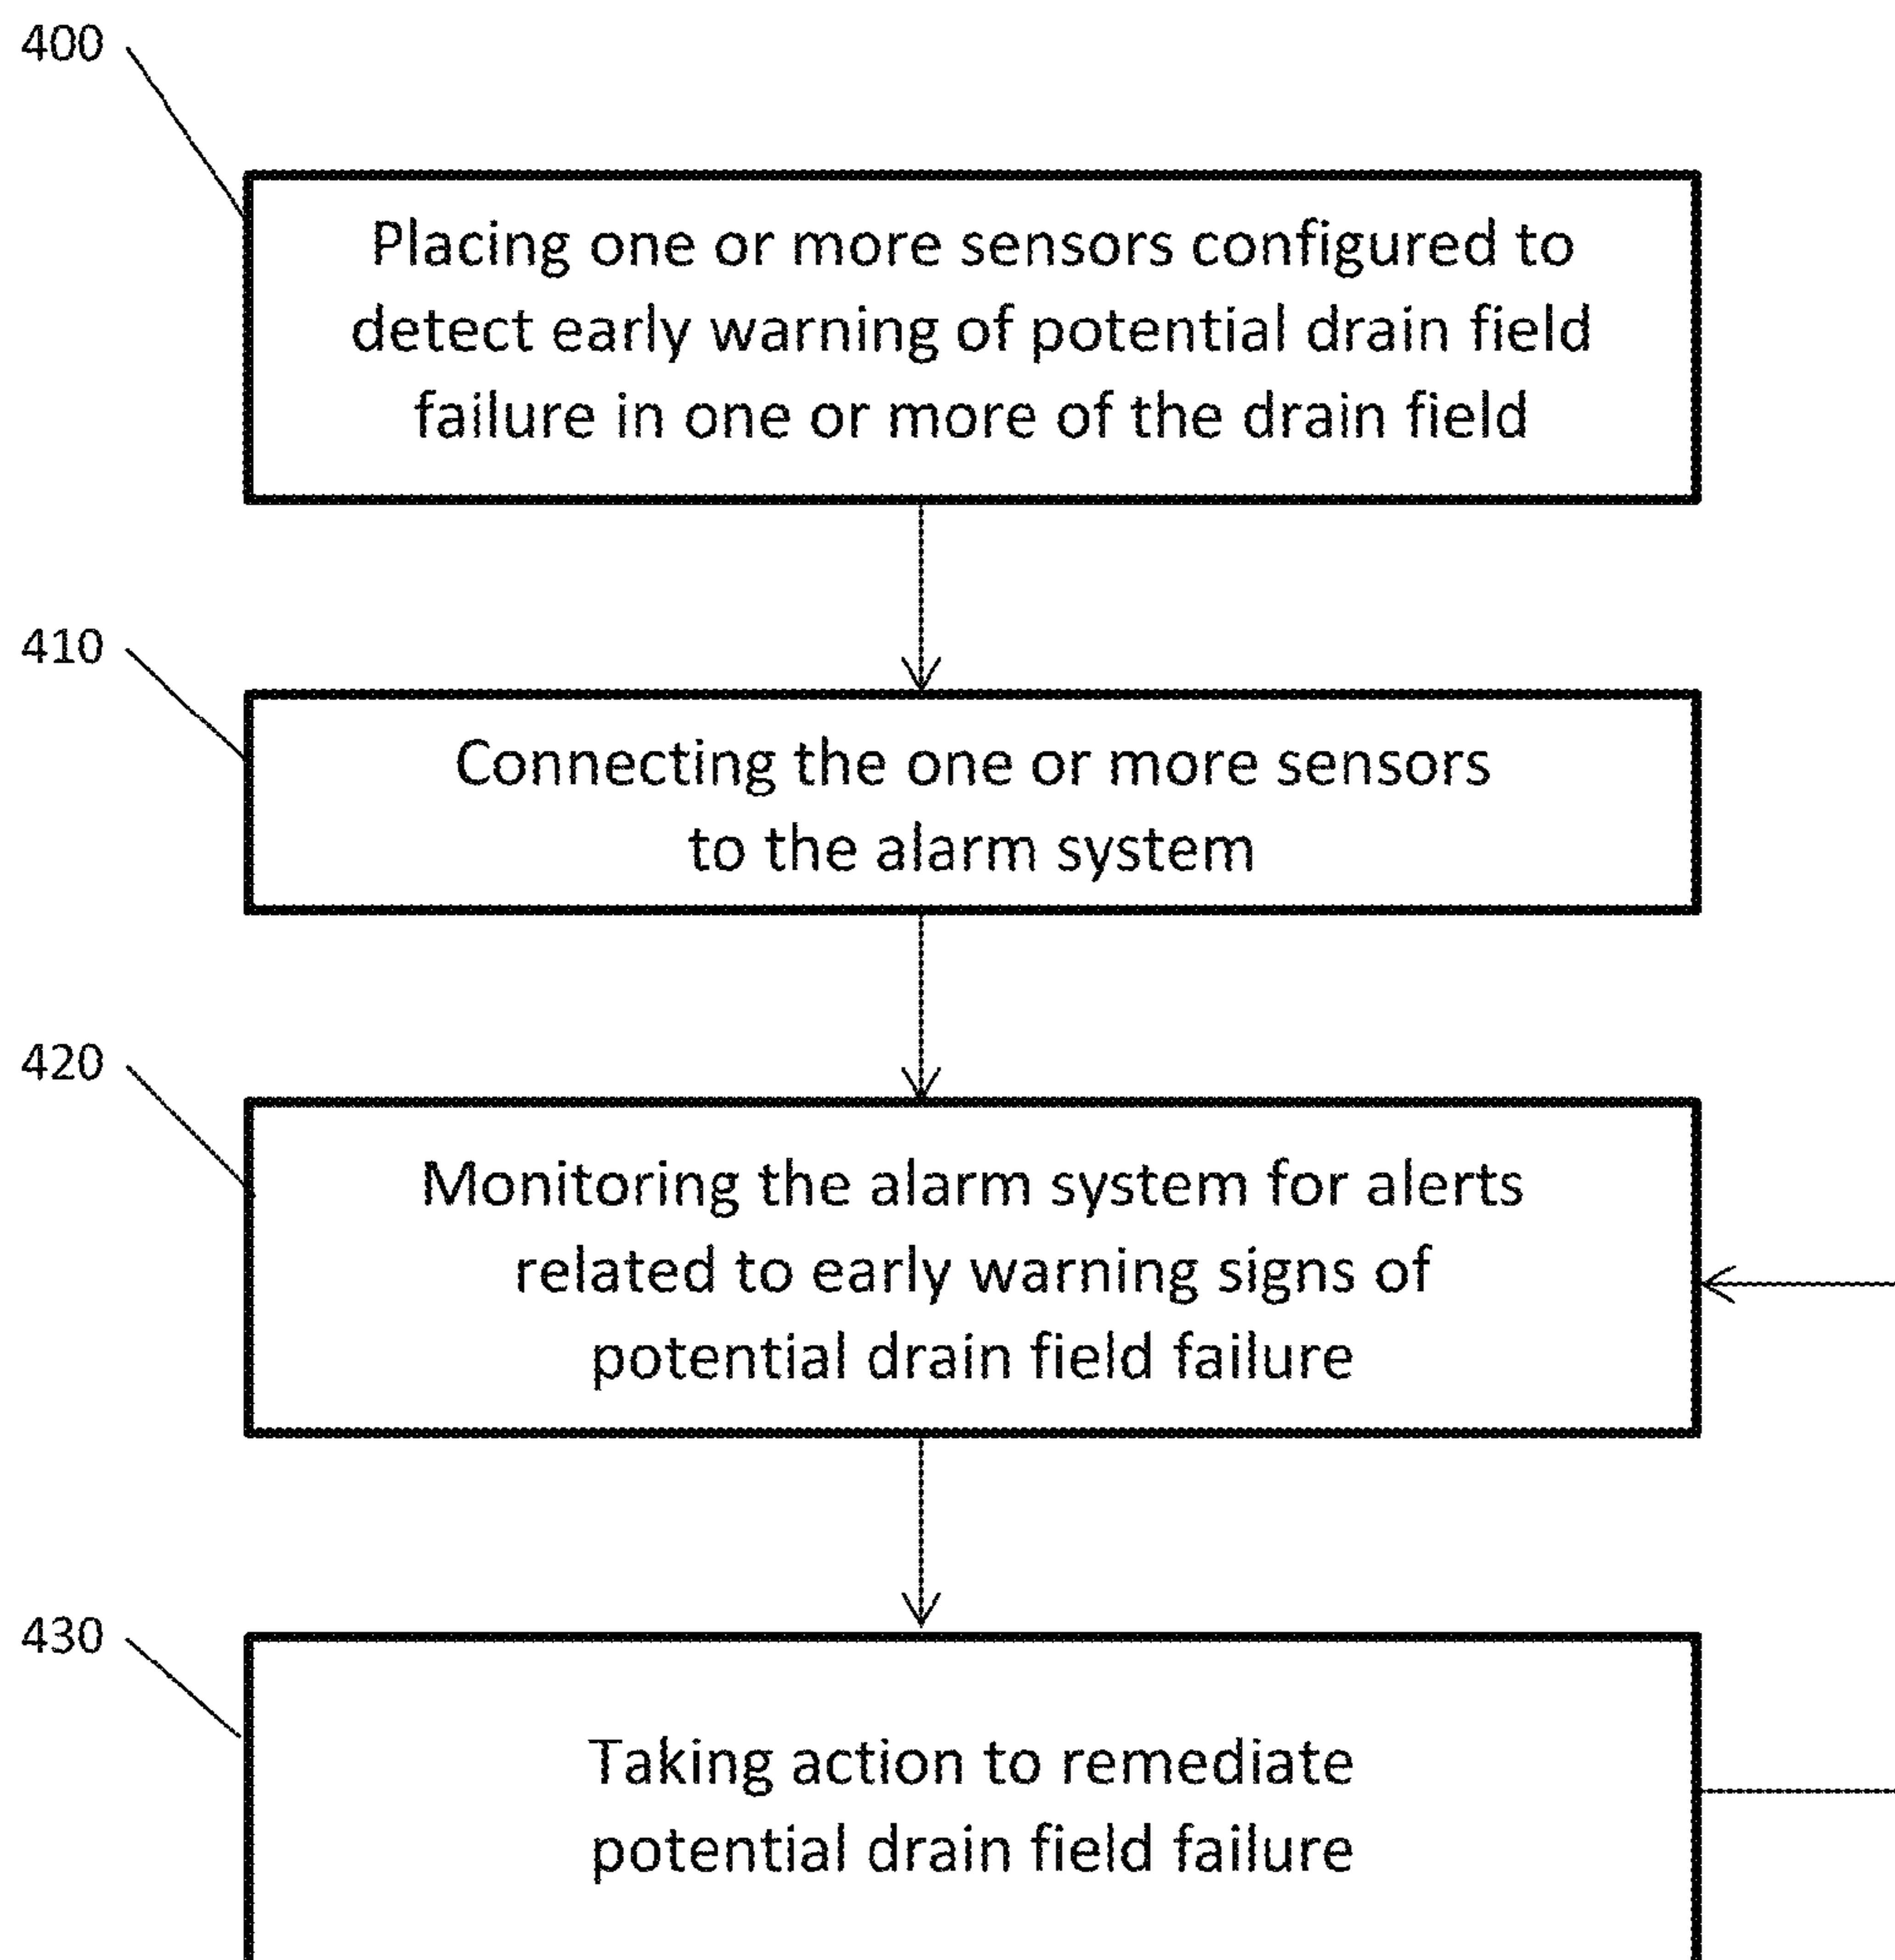 400
Placing one or more sensors configured to
detect early warning of potential drain field
failure in one or more of the drain field
410
Connecting the one or more sensors
to the alarm system
420
Monitoring the alarm system for alerts
related to early warning signs of
potential drain field failure
430
Taking action to remediate
potential drain field failure